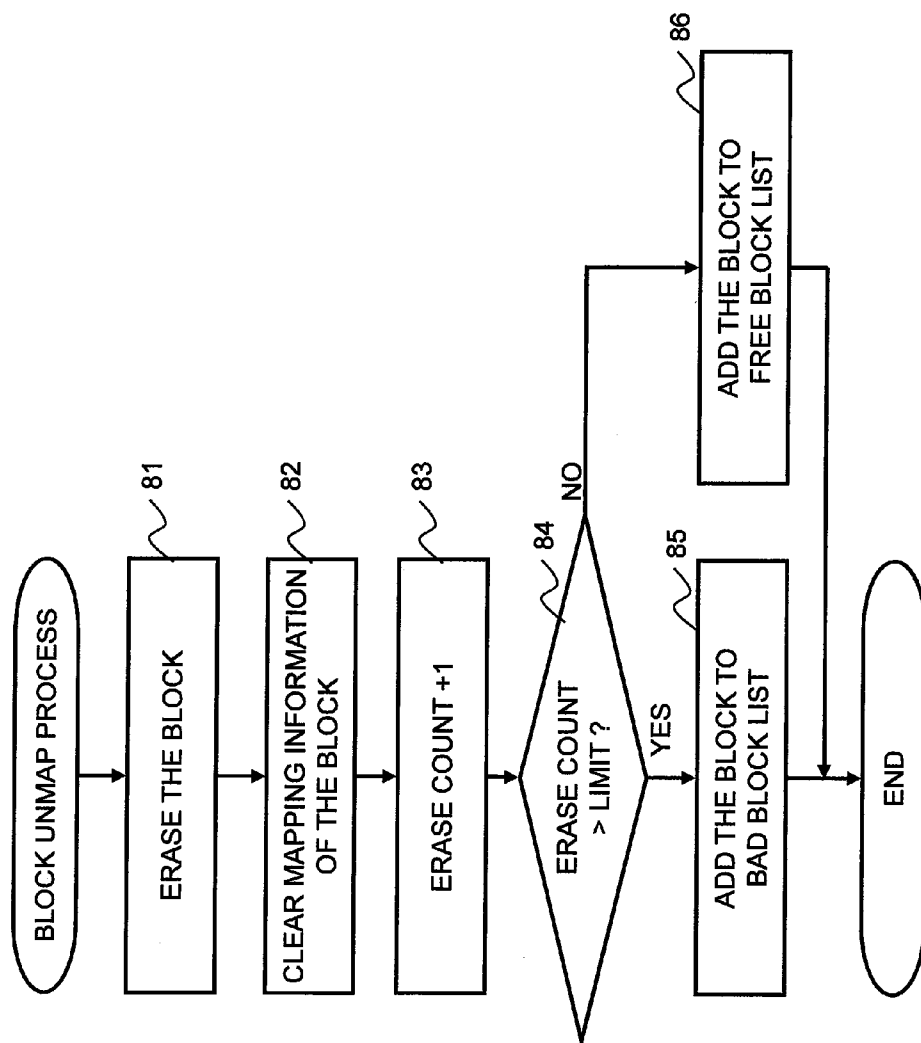 BLOCK UNMAP PROCESS
81
ERASE THE BLOCK
82
CLEAR MAPPING INFORMATION
OF THE BLOCK
83
ERASE COUNT +1
84
ERASE COUNT
> LIMIT ?
NO
YES
85
ADD THE BLOCK TO
BAD BLOCK LIST
86
ADD THE BLOCK TO
FREE BLOCK LIST
END